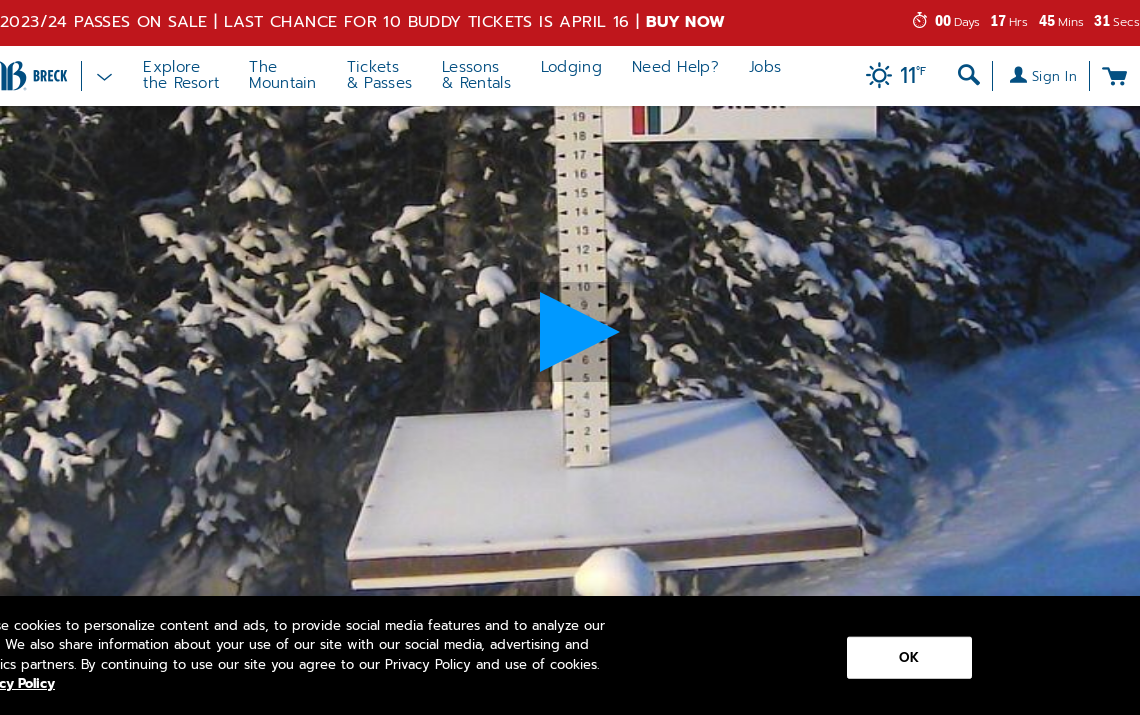 2023/24 PASSES ON SALE | LAST CHANCE FOR 10 BUDDY TICKETS IS APRIL 16 | BUY NOW
00 Days 17 Hrs 45 Mins 31 Secs
BRECK
Explore
the Resort
The
Mountain
Tickets
& Passes
Lessons
& Rentals
Lodging
Need Help?
Jobs
11°F
Sign In
BRECK
19
18
17
16
15
14
13
12
11
10
9
6
5
4
3
2
1
se cookies to personalize content and ads, to provide social media features and to analyze our
We also share information about your use of our site with our social media, advertising and
ics partners. By continuing to use our site you agree to our Privacy Policy and use of cookies.
cy Policy
OK